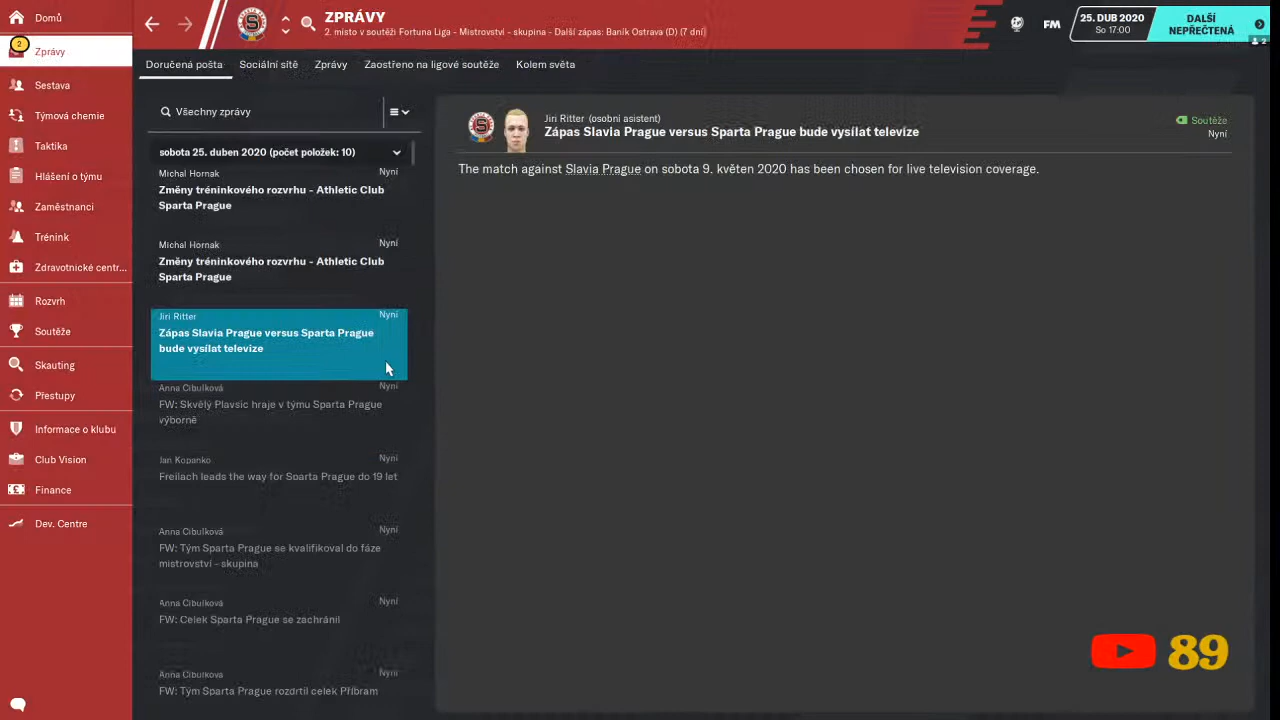 Domů
2
Zprávy
Sestava
Týmová chemie
Taktika
Hlášení o týmu
Zaměstnanci
Trénink
Zdravotnické centr...
Rozvrh
Soutěže
Skauting
Přestupy
Informace o klubu
Club Vision
Finance
Dev. Centre
ZPRÁVY
2. místo v soutěži Fortuna Liga - Mistrovství - skupina - Další zápas: Baník Ostrava (D) (7 dní)
FM
25. DUB 2020
So 17:00
DALŠÍ
NEPŘEČTENÁ
2
Doručená pošta
Sociální sítě
Zprávy
Zaostřeno na ligové soutěže
Kolem světa
Všechny zprávy
sobota 25. duben 2020 (počet položek: 10)
Michal Hornak
Nyní
Změny tréninkového rozvrhu - Athletic Club
Sparta Prague
Michal Hornak
Nyní
Změny tréninkového rozvrhu - Athletic Club
Sparta Prague
Jiri Ritter
Nyní
Zápas Slavia Prague versus Sparta Prague
bude vysílat televize
Anna Cibulková
Nyní
FW: Skvělý Plavsic hraje v týmu Sparta Prague
výborně
Jan Kopanko
Nyní
Freilach leads the way for Sparta Prague do 19 let
Anna Cibulková
Nyní
FW: Tým Sparta Prague se kvalifikoval do fáze
mistrovství - skupina
Anna Cibulková
Nyní
FW: Celek Sparta Prague se zachránil
Anna Cibulková
Nyní
FW: Tým Sparta Prague rozdrtil celek Příbram
Jiri Ritter (osobní asistent)
Zápas Slavia Prague versus Sparta Prague bude vysílat televize
Soutěže
Nyní
The match against Slavia Prague on sobota 9. květen 2020 has been chosen for live television coverage.
89